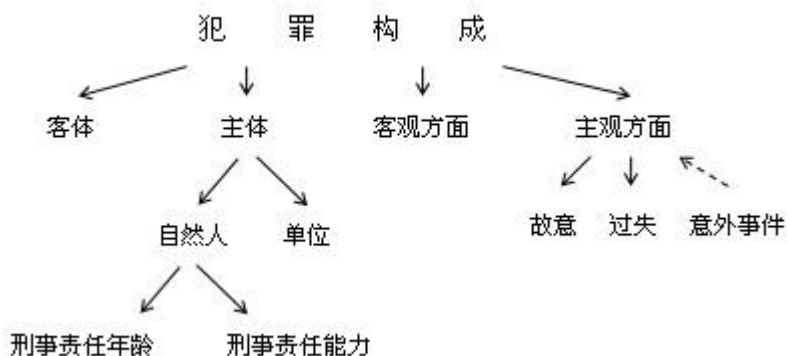 犯 罪 构 成
客体 主体 客观方面 主观方面
自然人 单位 故意 过失 意外事件
刑事责任年龄 刑事责任能力